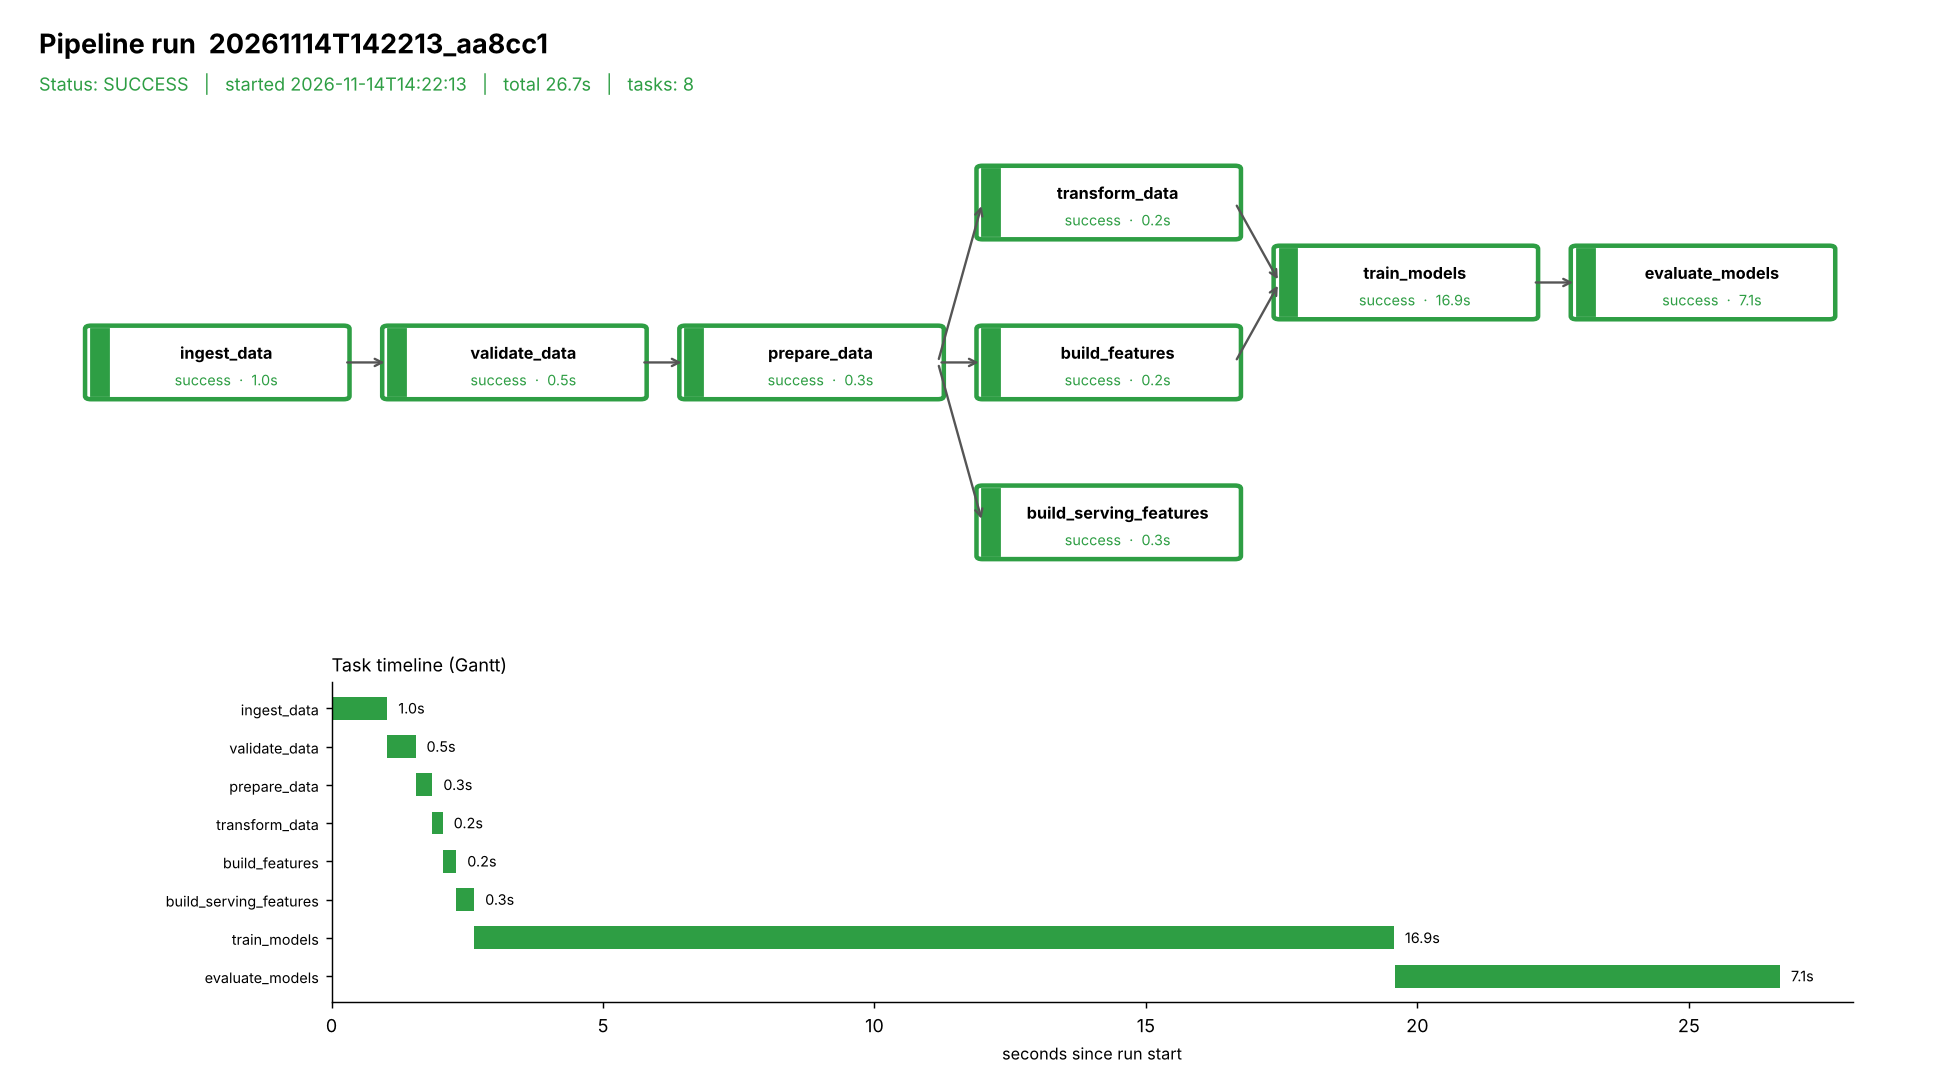 Pipeline run 20261114T142213_aa8cc1
Status: SUCCESS | started 2026-11-14T14:22:13 | total 26.7s | tasks: 8
transform_data
success · 0.2s
train_models
success · 16.9s
evaluate_models
success · 7.1s
ingest_data
success · 1.0s
validate_data
success · 0.5s
prepare_data
success · 0.3s
build_features
success · 0.2s
build_serving_features
success · 0.3s
Task timeline (Gantt)
ingest_data 1.0s
validate_data 0.5s
prepare_data 0.3s
transform_data 0.2s
build_features 0.2s
build_serving_features 0.3s
train_models 16.9s
evaluate_models 7.1s
0 5 10 15 20 25
seconds since run start